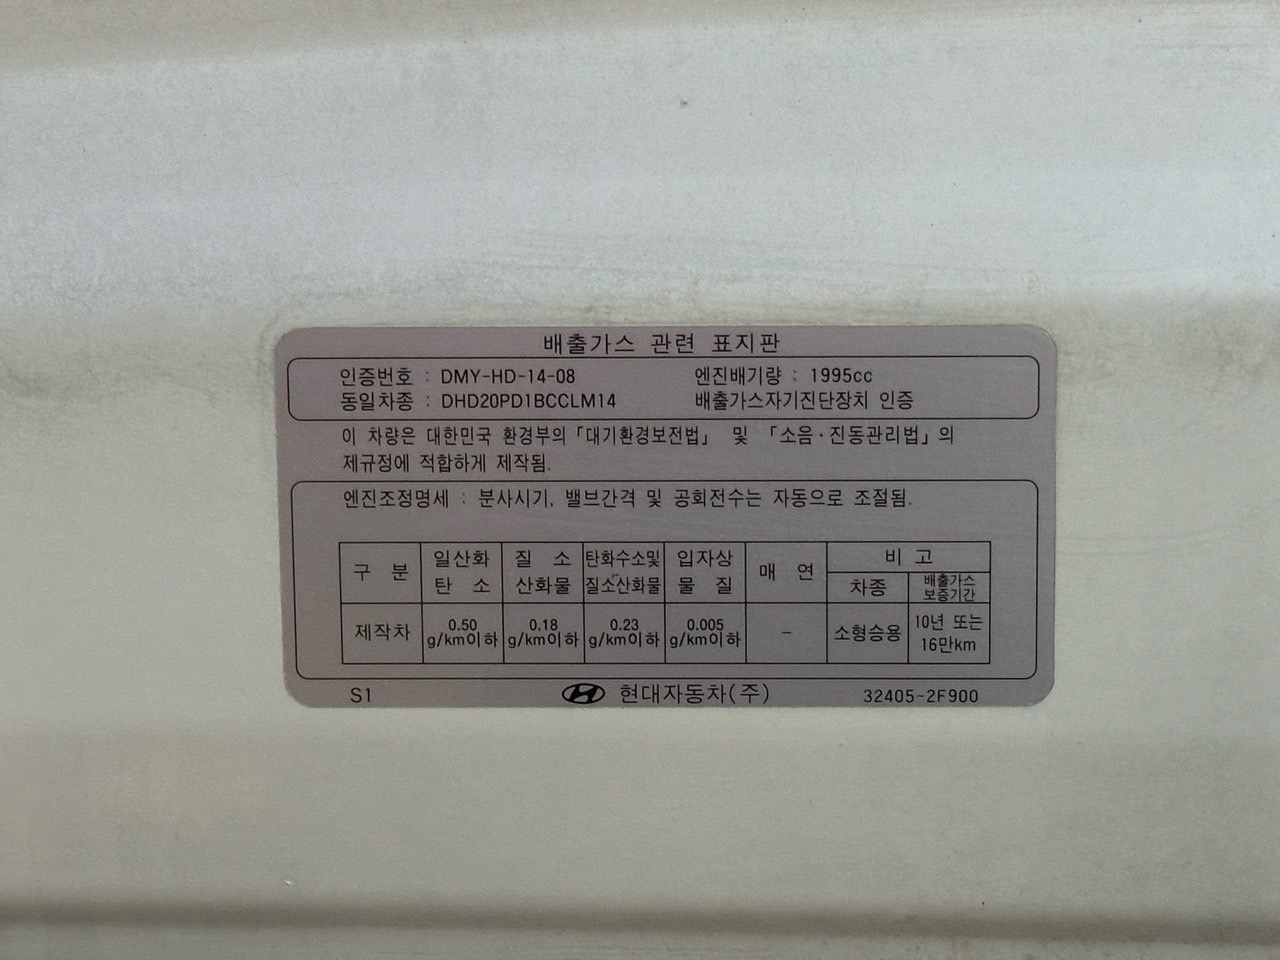 배출가스 관련 표지판
인증번호 : DMY-HD-14-08 엔진배기량 : 1995cc
동일차종 : DHD20PD1BCCLM14 배출가스자기진단장치 인증
이 차량은 대한민국 환경부의 「대기환경보전법」 및 「소음·진동관리법」의
제규정에 적합하게 제작됨.
엔진조정명세 : 분사시기, 밸브간격 및 공회전수는 자동으로 조절됨.
구 분 일산화 탄 소 질 소 산화물 탄화수소및 질소산화물 입자상 물 질 매 연 비 고
차종 배출가스 보증기간
제작차 0.50 g/km이하 0.18 g/km이하 0.23 g/km이하 0.005 g/km이하 - 소형승용 10년 또는 16만km
S1 현대자동차(주) 32405-2F900